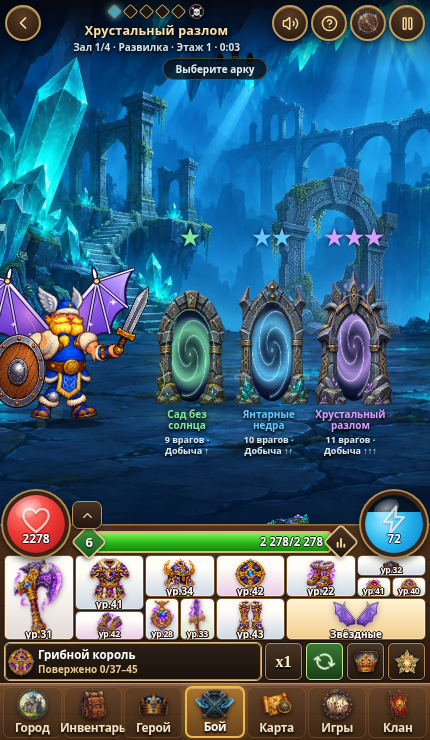 Хрустальный разлом
Зал 1/4 · Развилка · Этаж 1 · 0:03
Выберите арку
Сад без солнца
9 врагов ·
Добыча ↑
Янтарные недра
10 врагов ·
Добыча ↑↑
Хрустальный разлом
11 врагов ·
Добыча ↑↑↑
2278
6
2 278/2 278
72
ур.31
ур.41
ур.34
ур.42
ур.22
ур.32
ур.41
ур.40
ур.42
ур.28
ур.33
ур.43
Звёздные
Грибной король
Повержено 0/37–45
x1
Город
Инвентарь
Герой
Бой
Карта
Игры
Клан